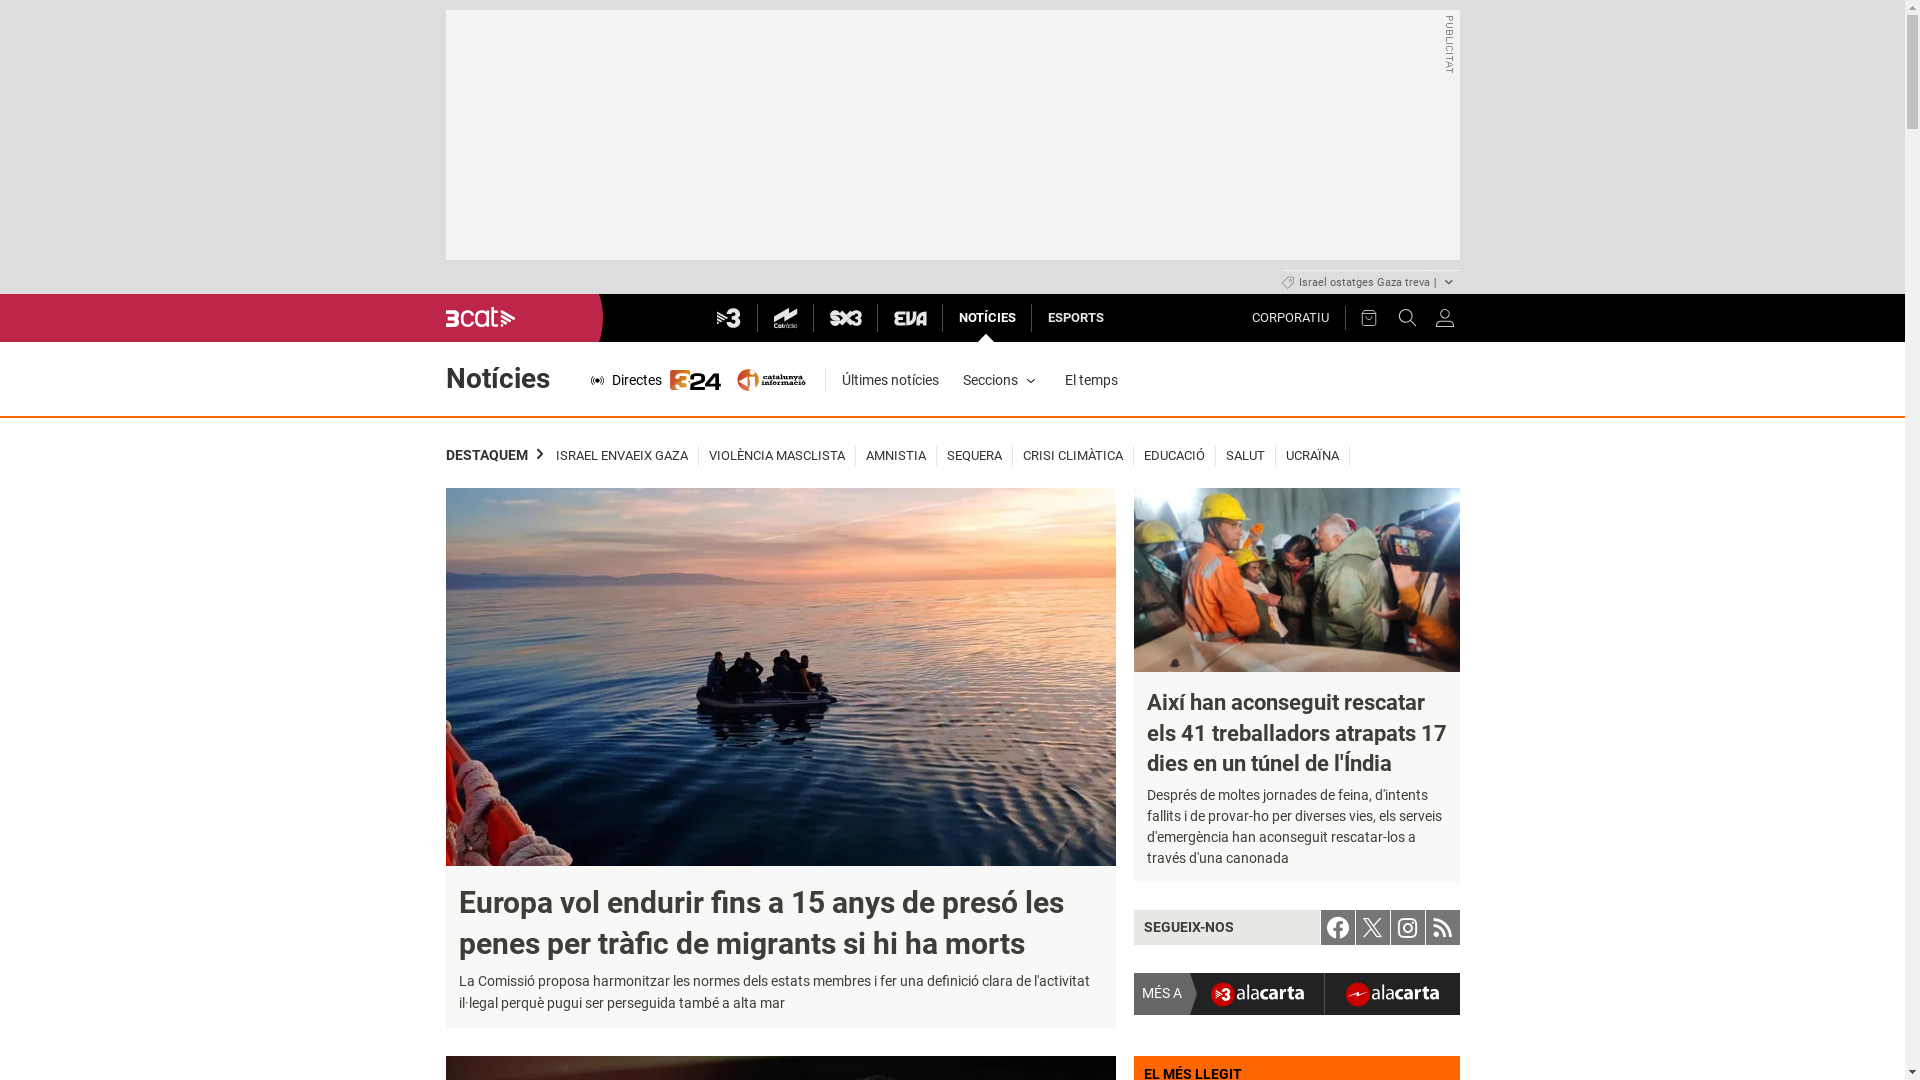 PUBLICITAT
Israel ostatges Gaza treva |
3cat
3
Catràdio
SX3
EVA
NOTÍCIES
ESPORTS
CORPORATIU
Notícies
Directes
324
catalunya
informació
Últimes notícies
Seccions
El temps
DESTAQUEM
ISRAEL ENVAEIX GAZA
VIOLÈNCIA MASCLISTA
AMNISTIA
SEQUERA
CRISI CLIMÀTICA
EDUCACIÓ
SALUT
UCRAÏNA
Europa vol endurir fins a 15 anys de presó les
penes per tràfic de migrants si hi ha morts
La Comissió proposa harmonitzar les normes dels estats membres i fer una definició clara de l'activitat
il·legal perquè pugui ser perseguida també a alta mar
Així han aconseguit rescatar
els 41 treballadors atrapats 17
dies en un túnel de l'Índia
Després de moltes jornades de feina, d'intents
fallits i de provar-ho per diverses vies, els serveis
d'emergència han aconseguit rescatar-los a
través d'una canonada
SEGUEIX-NOS
MÉS A
3 alacarta
alacarta
EL MÉS LLEGIT